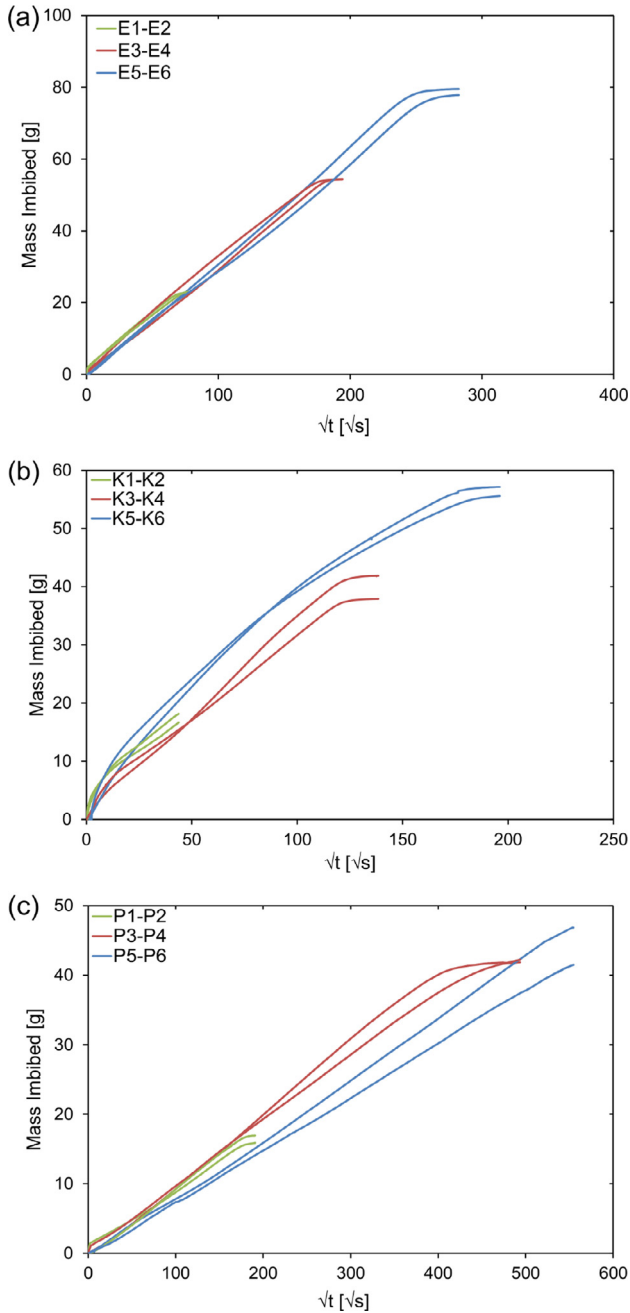 (a)
100
80
60
40
20
0
E1-E2
E3-E4
E5-E6
Mass Imbibed [g]
0 100 200 300 400
√t [√s]
(b)
60
50
40
30
20
10
0
K1-K2
K3-K4
K5-K6
Mass Imbibed [g]
0 50 100 150 200 250
√t [√s]
(c)
50
40
30
20
10
0
P1-P2
P3-P4
P5-P6
Mass Imbibed [g]
0 100 200 300 400 500 600
√t [√s]